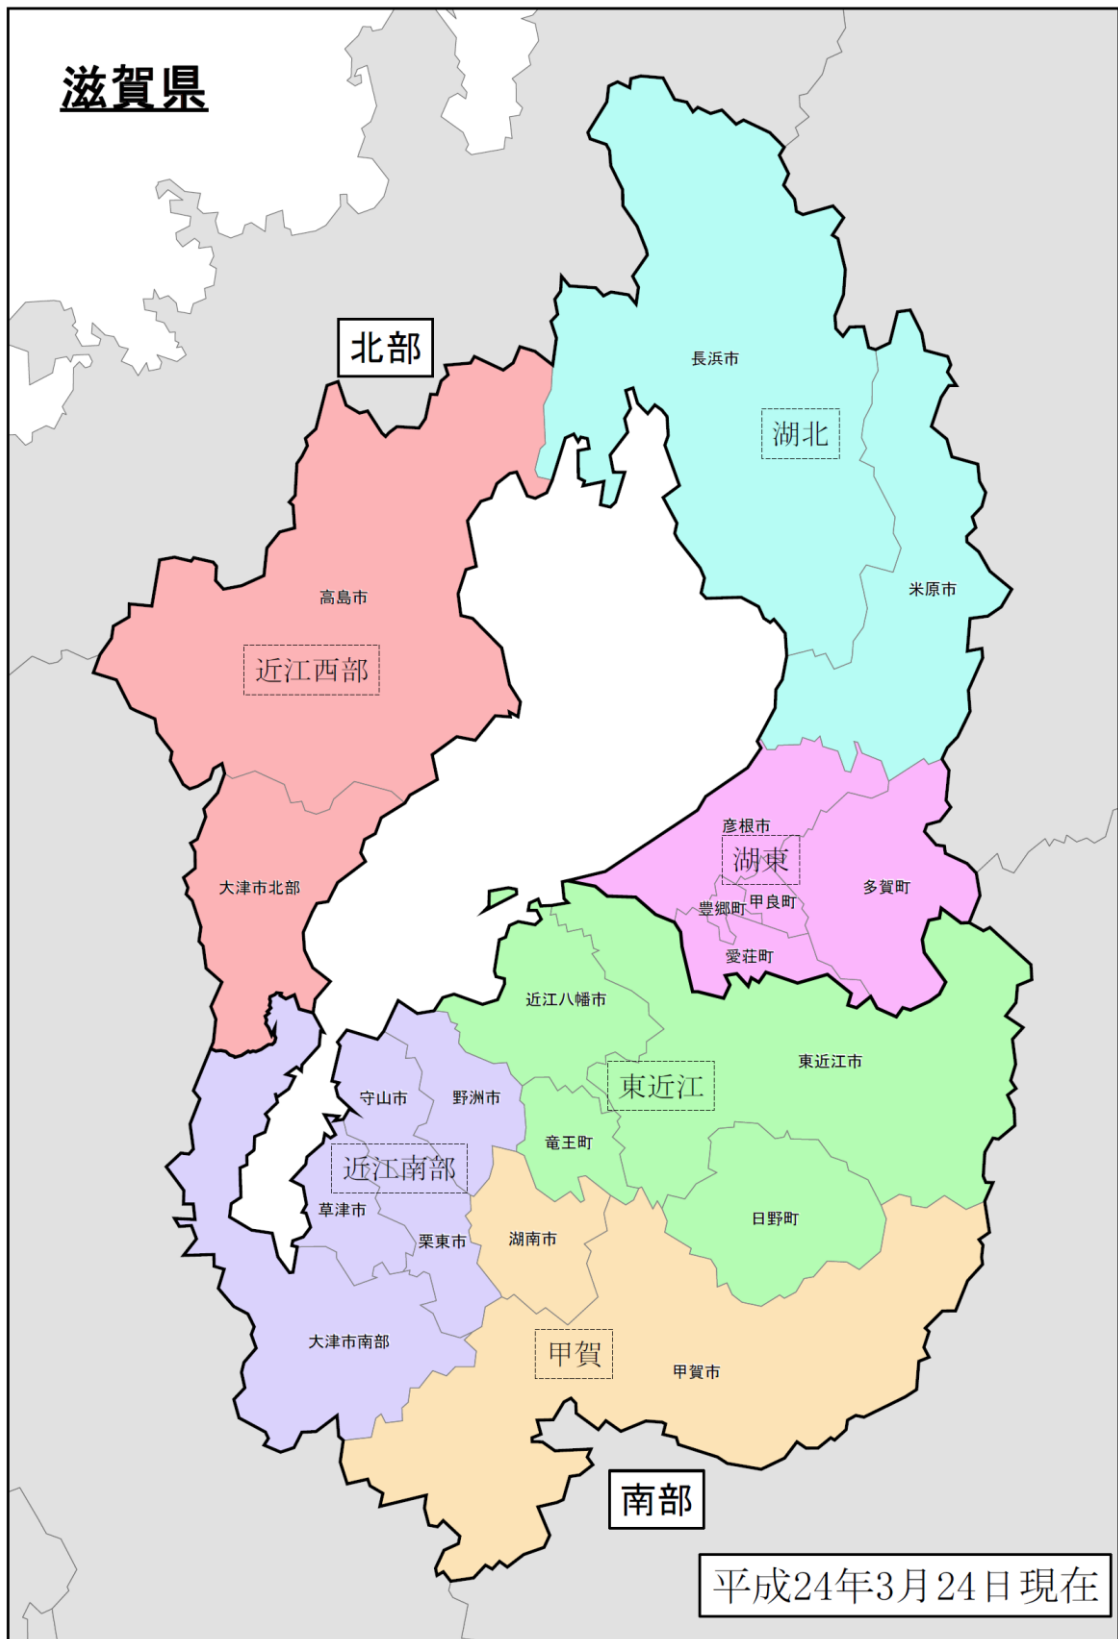 滋賀県
北部
長浜市
湖北
米原市
高島市
近江西部
彦根市
湖東
多賀町
大津市北部
豊郷町
甲良町
愛荘町
近江八幡市
東近江市
東近江
守山市
野洲市
竜王町
近江南部
草津市
日野町
栗東市
湖南市
大津市南部
甲賀
甲賀市
南部
平成24年3月24日現在